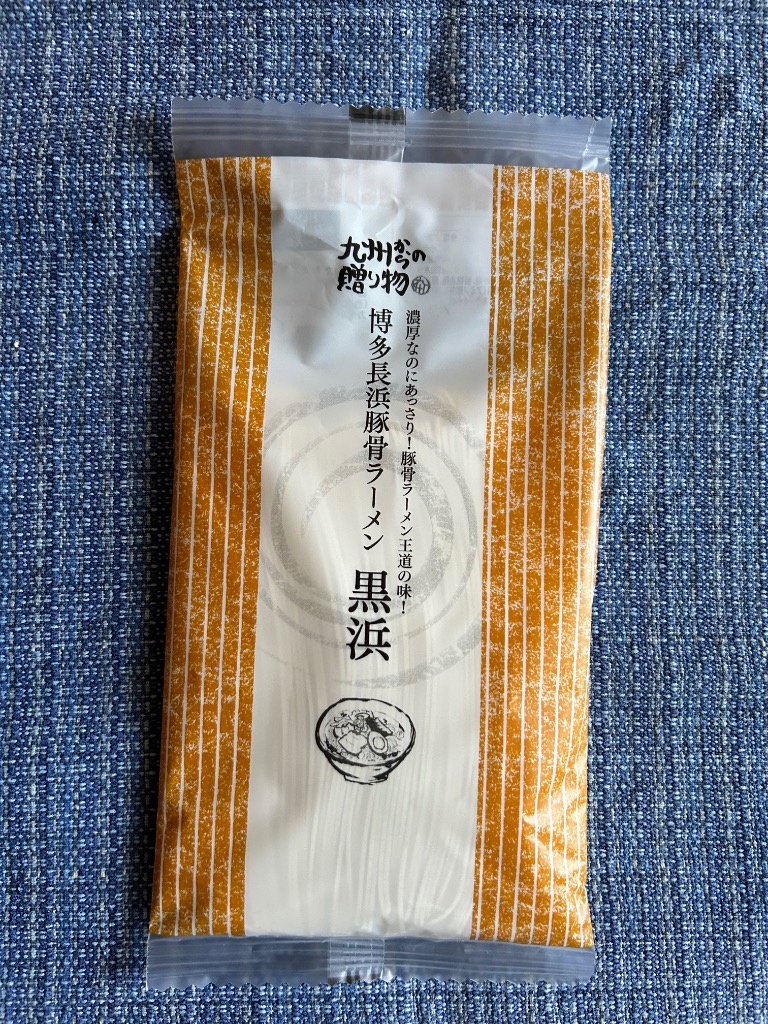 九州からの
贈り物
濃厚なのにあっさり！豚骨ラーメン王道の味！
博多長浜豚骨ラーメン 黒浜